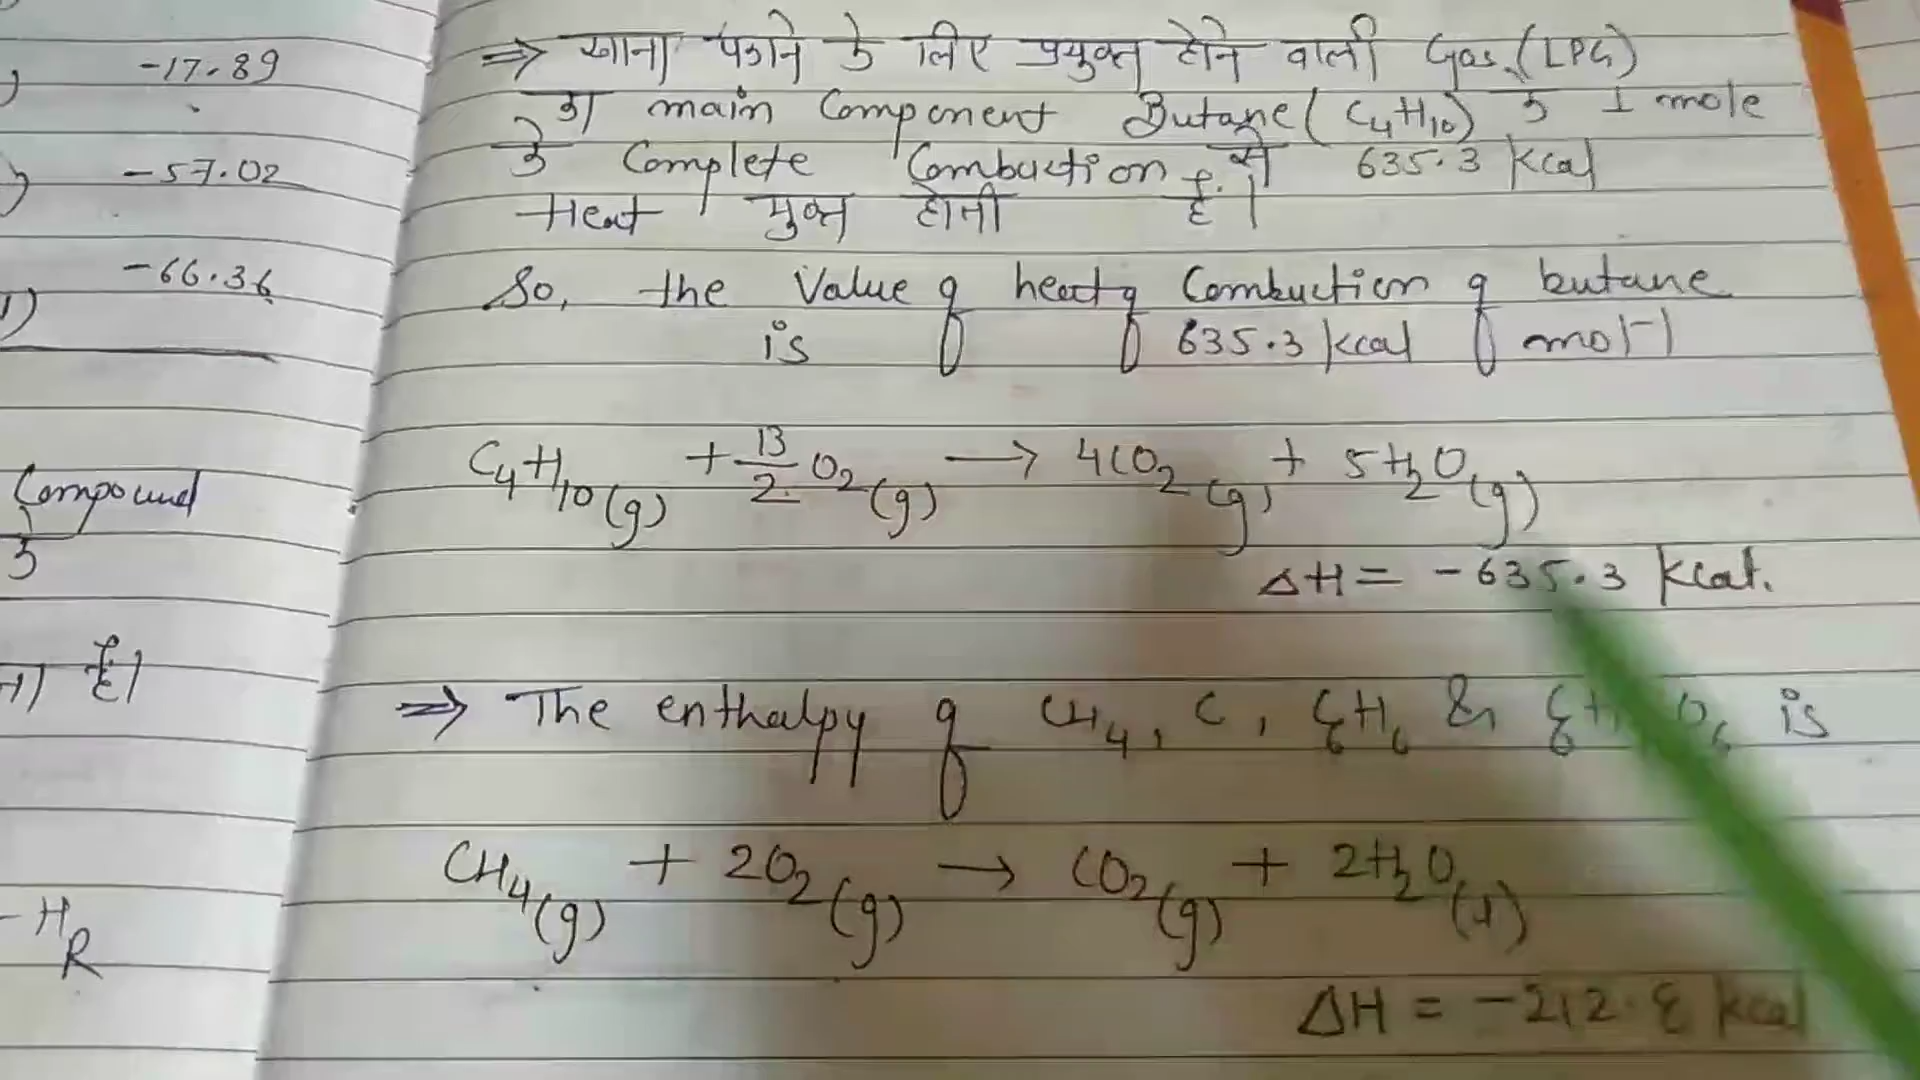 -17.89
-57.02
-66.36
Compound
ता है।
-H_R
⇒ खाना पकाने के लिए प्रयुक्त होने वाली Gas (LPG)
का main Component Butane (C₄H₁₀) के 1 mole
के Complete Combuction से 635.3 Kcal
Heat मुक्त होती है।
So, the Value of heat of Combuction of butane
is 635.3 kcal mol⁻¹
C₄H₁₀(g) + 13/2 O₂(g) → 4CO₂(g) + 5H₂O(g)
ΔH = -635.3 Kcal.
⇒ The enthalpy of CH₄, C, C₆H₆ & is
CH₄(g) + 2O₂(g) → CO₂(g) + 2H₂O(l)
ΔH = -212.8 kcal